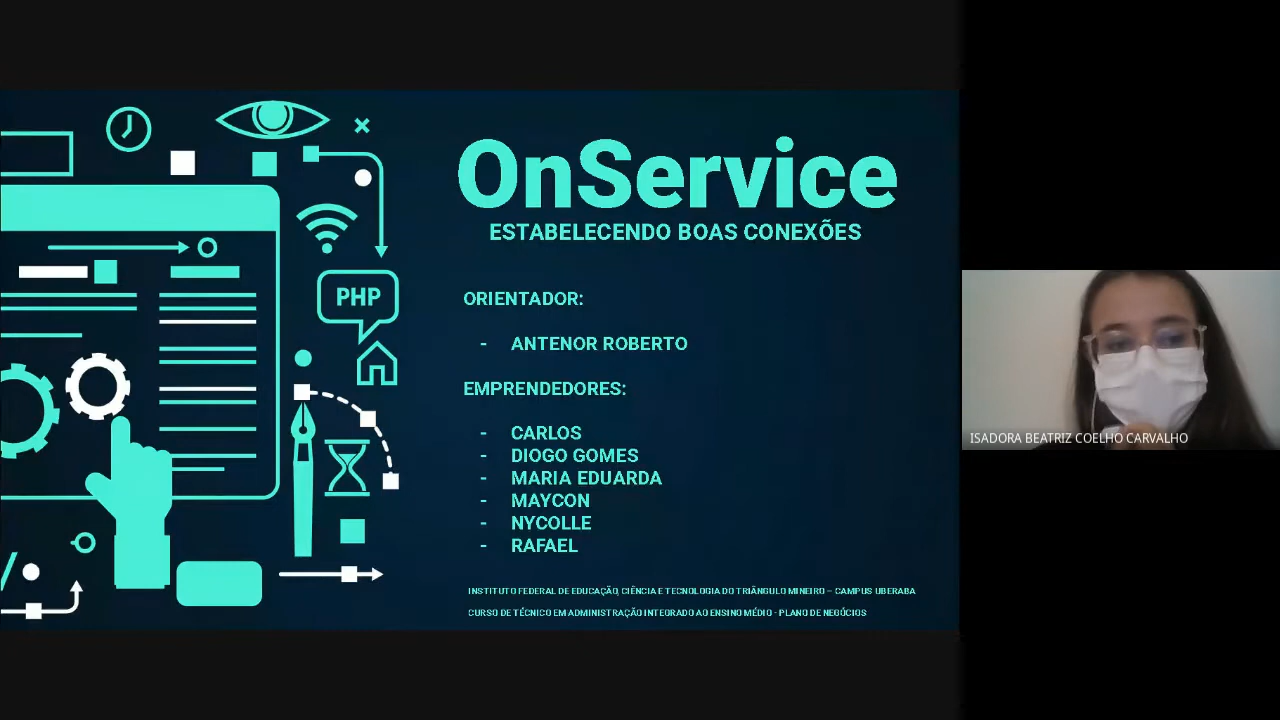 OnService
ESTABELECENDO BOAS CONEXÕES
PHP
ORIENTADOR:
- ANTENOR ROBERTO
EMPRENDEDORES:
- CARLOS
- DIOGO GOMES
- MARIA EDUARDA
- MAYCON
- NYCOLLE
- RAFAEL
INSTITUTO FEDERAL DE EDUCAÇÃO, CIÊNCIA E TECNOLOGIA DO TRIÂNGULO MINEIRO – CAMPUS UBERABA
CURSO DE TÉCNICO EM ADMINISTRAÇÃO INTEGRADO AO ENSINO MÉDIO - PLANO DE NEGÓCIOS
ISADORA BEATRIZ COELHO CARVALHO